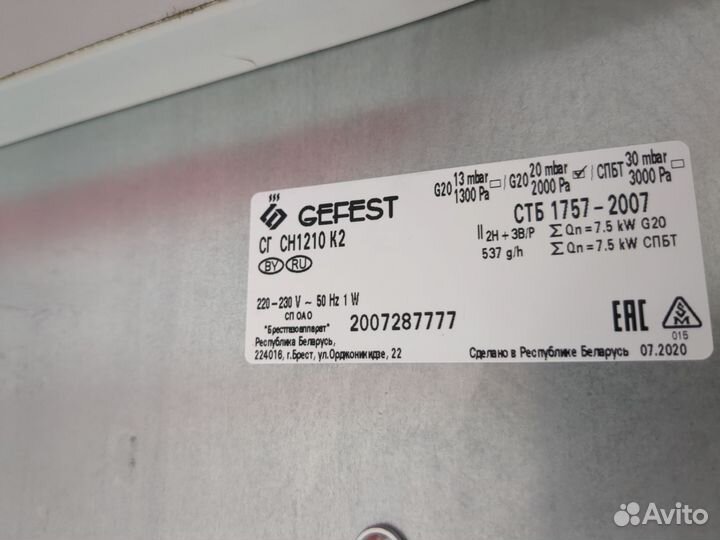 G20 13 mbar 1300 Pa / G20 20 mbar 2000 Pa / СПБТ 30 mbar 3000 Pa
GEFEST
СТБ 1757-2007
СГ СН1210 К2
II 2H+3B/P Σ Qn=7.5 kW G20
537 g/h Σ Qn=7.5 kW СПБТ
BY RU
220-230 V ~ 50 Hz 1 W
СП ОАО
"Брестгазоаппарат"
2007287777
EAC
015
Республика Беларусь,
224016, г.Брест, ул.Орджоникидзе, 22
Сделано в Республике Беларусь 07.2020
Avito